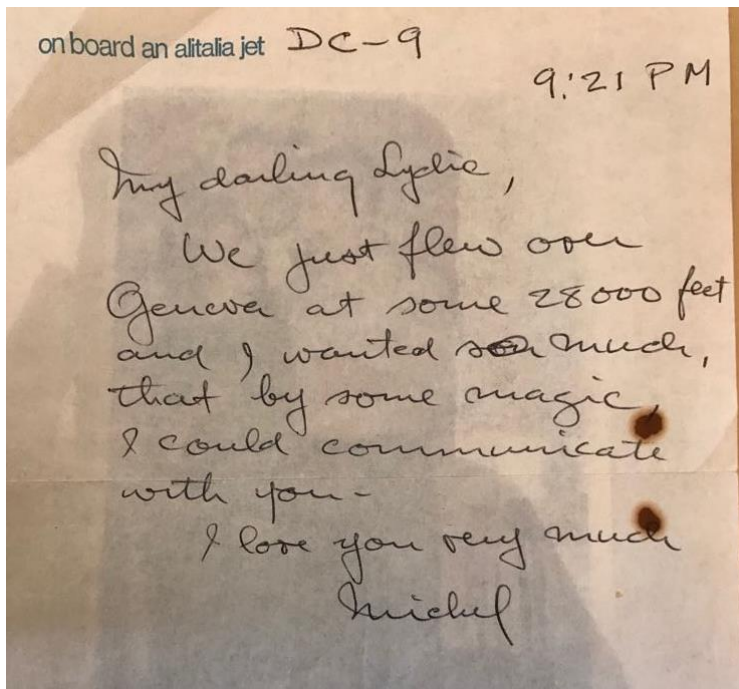 on board an alitalia jet DC-9
9:21 PM
My darling Lydie,
We just flew over
Geneva at some 28000 feet
and I wanted so much,
that by some magic,
I could communicate
with you-
I love you very much
Michel